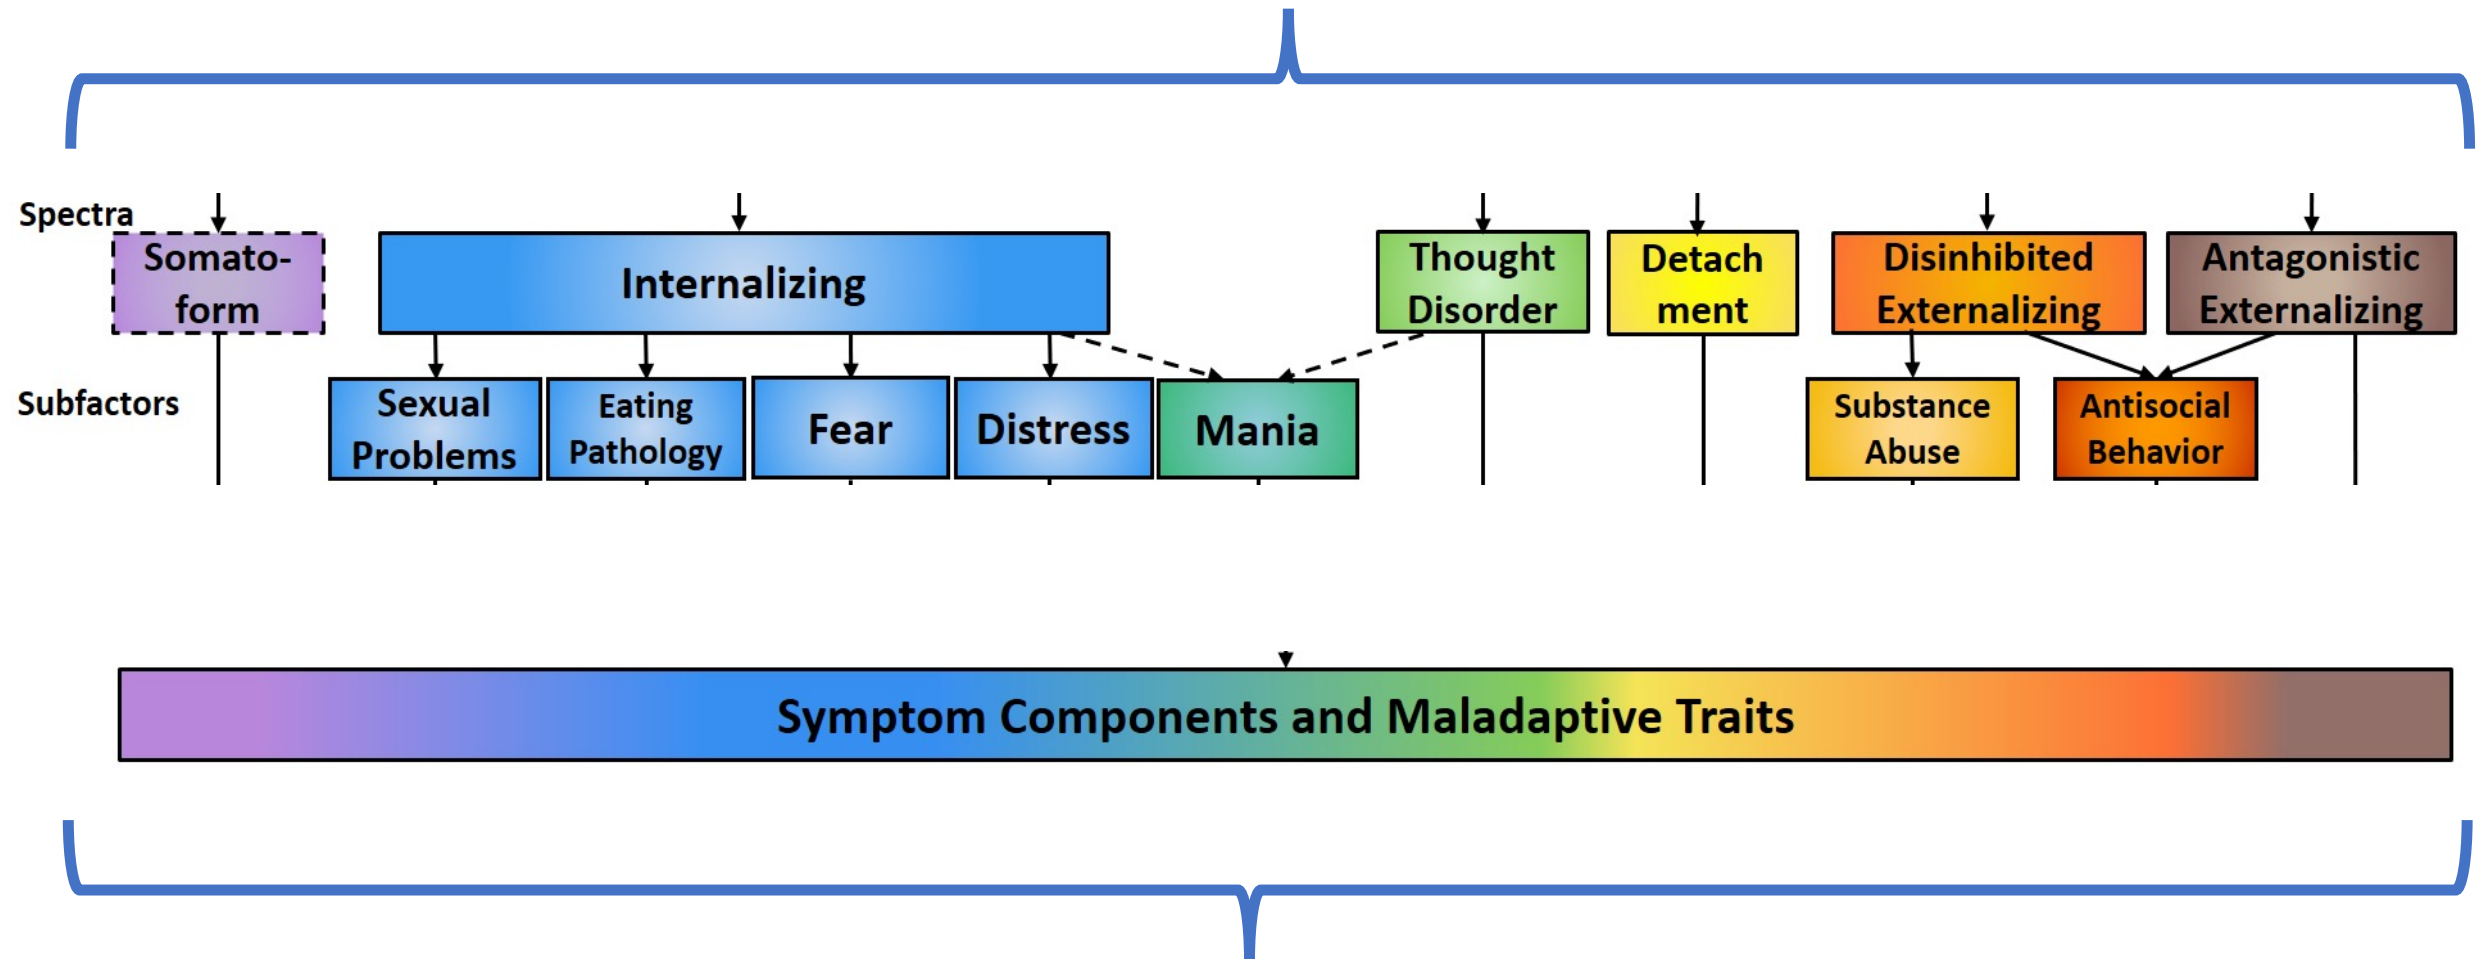 Spectra
Somato-
form
Internalizing
Thought
Disorder
Detach
ment
Disinhibited
Externalizing
Antagonistic
Externalizing
Subfactors
Sexual
Problems
Eating
Pathology
Fear
Distress
Mania
Substance
Abuse
Antisocial
Behavior
Symptom Components and Maladaptive Traits